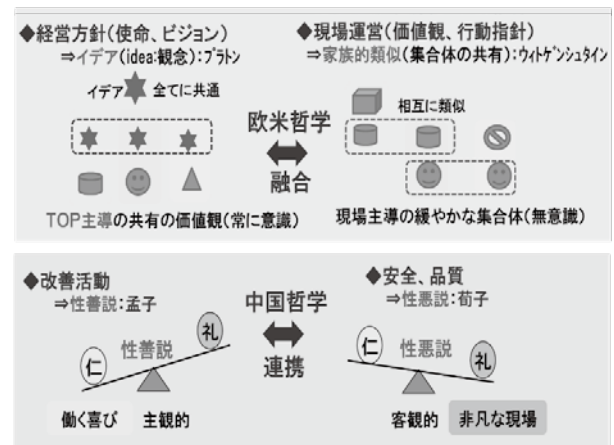 ◆経営方針(使命、ビジョン)
⇒イデア(idea:観念):プラトン
イデア 全てに共通
TOP主導の共有の価値観(常に意識)
欧米哲学
融合
◆現場運営(価値観、行動指針)
⇒家族的類似(集合体の共有):ウィトゲンシュタイン
相互に類似
現場主導の緩やかな集合体(無意識)
◆改善活動
⇒性善説:孟子
仁 性善説 礼
働く喜び 主観的
中国哲学
連携
◆安全、品質
⇒性悪説:荀子
仁 性悪説 礼
客観的 非凡な現場